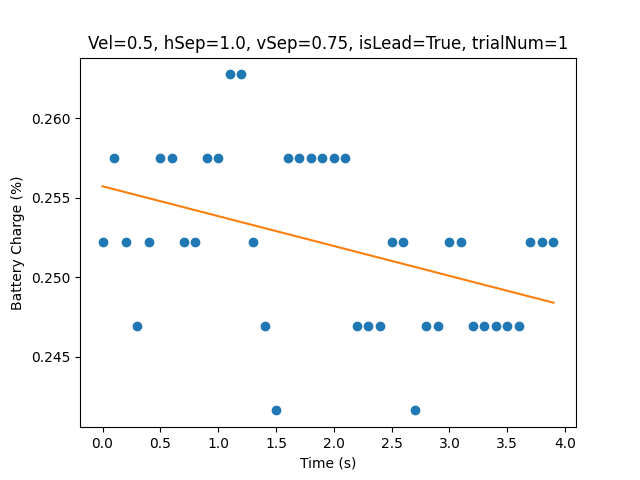 Vel=0.5, hSep=1.0, vSep=0.75, isLead=True, trialNum=1
0.260
0.255
0.250
0.245
Battery Charge (%)
0.0 0.5 1.0 1.5 2.0 2.5 3.0 3.5 4.0
Time (s)